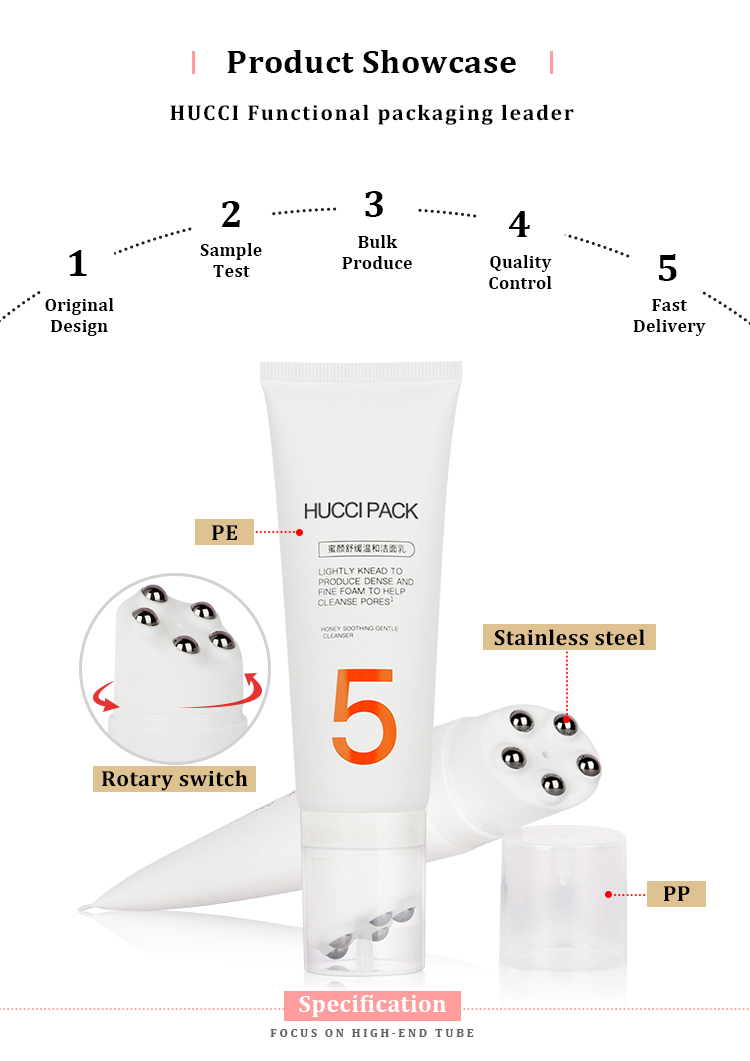 Product Showcase
HUCCI Functional packaging leader
1
Original
Design
2
Sample
Test
3
Bulk
Produce
4
Quality
Control
5
Fast
Delivery
HUCCI PACK
PE
蜜颜舒缓温和洁面乳
LIGHTLY KNEAD TO
PRODUCE DENSE AND
FINE FOAM TO HELP
CLEANSE PORES¹
HONEY SOOTHING GENTLE
CLEANSER
Stainless steel
5
Rotary switch
PP
Specification
FOCUS ON HIGH-END TUBE